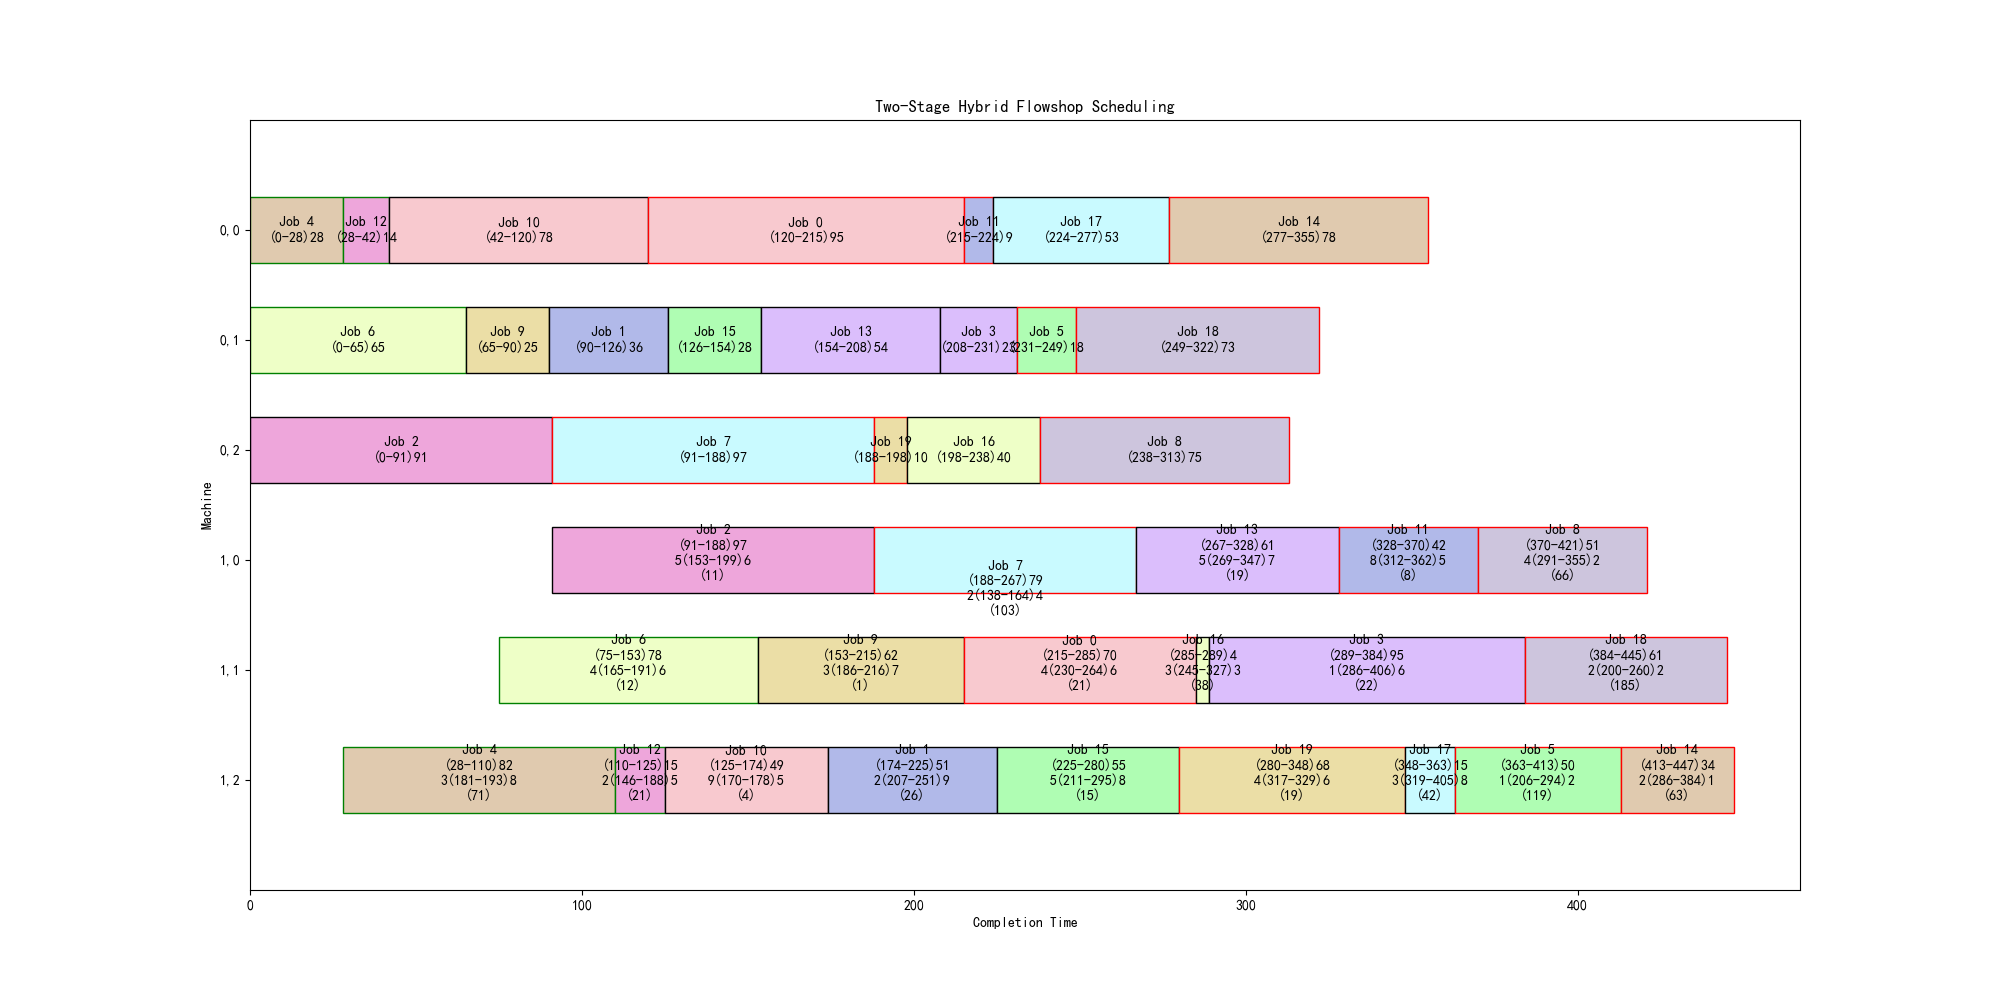 Two-Stage Hybrid Flowshop Scheduling
Machine
0,0
Job 4
(0-28)28
Job 12
(28-42)14
Job 10
(42-120)78
Job 0
(120-215)95
Job 11
(215-224)9
Job 17
(224-277)53
Job 14
(277-355)78
0,1
Job 6
(0-65)65
Job 9
(65-90)25
Job 1
(90-126)36
Job 15
(126-154)28
Job 13
(154-208)54
Job 3
(208-231)23
Job 5
(231-249)18
Job 18
(249-322)73
0,2
Job 2
(0-91)91
Job 7
(91-188)97
Job 19
(188-198)10
Job 16
(198-238)40
Job 8
(238-313)75
1,0
Job 2
(91-188)97
5(153-199)6
(11)
Job 7
(188-267)79
2(138-164)4
(103)
Job 13
(267-328)61
5(269-347)7
(19)
Job 11
(328-370)42
8(312-362)5
(8)
Job 8
(370-421)51
4(291-355)2
(66)
1,1
Job 6
(75-153)78
4(165-191)6
(12)
Job 9
(153-215)62
3(186-216)7
(1)
Job 0
(215-285)70
4(230-264)6
(21)
Job 16
(285-289)4
3(245-327)3
(38)
Job 3
(289-384)95
1(286-406)6
(22)
Job 18
(384-445)61
2(200-260)2
(185)
1,2
Job 4
(28-110)82
3(181-193)8
(71)
Job 12
(110-125)15
2(146-188)5
(21)
Job 10
(125-174)49
9(170-178)5
(4)
Job 1
(174-225)51
2(207-251)9
(26)
Job 15
(225-280)55
5(211-295)8
(15)
Job 19
(280-348)68
4(317-329)6
(19)
Job 17
(348-363)15
3(319-405)8
(42)
Job 5
(363-413)50
1(206-294)2
(119)
Job 14
(413-447)34
2(286-384)1
(63)
0
100
200
300
400
Completion Time